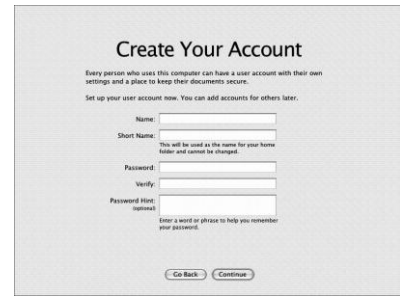 Create Your Account
Every person who uses this computer can have a user account with their own
settings and a place to keep their documents secure.
Set up your user account now. You can add accounts for others later.
Name:
Short Name:
This will be used as the name for your home
folder and cannot be changed.
Password:
Verify:
Password Hint:
(optional)
Enter a word or phrase to help you remember
your password.
Go Back Continue